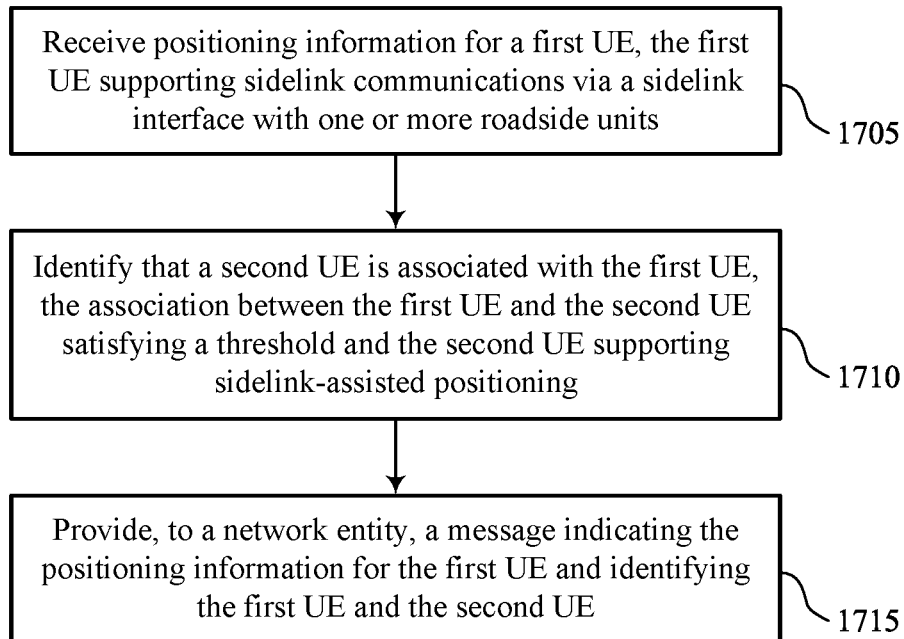 Receive positioning information for a first UE, the first
UE supporting sidelink communications via a sidelink
interface with one or more roadside units
1705
Identify that a second UE is associated with the first UE,
the association between the first UE and the second UE
satisfying a threshold and the second UE supporting
sidelink-assisted positioning
1710
Provide, to a network entity, a message indicating the
positioning information for the first UE and identifying
the first UE and the second UE
1715